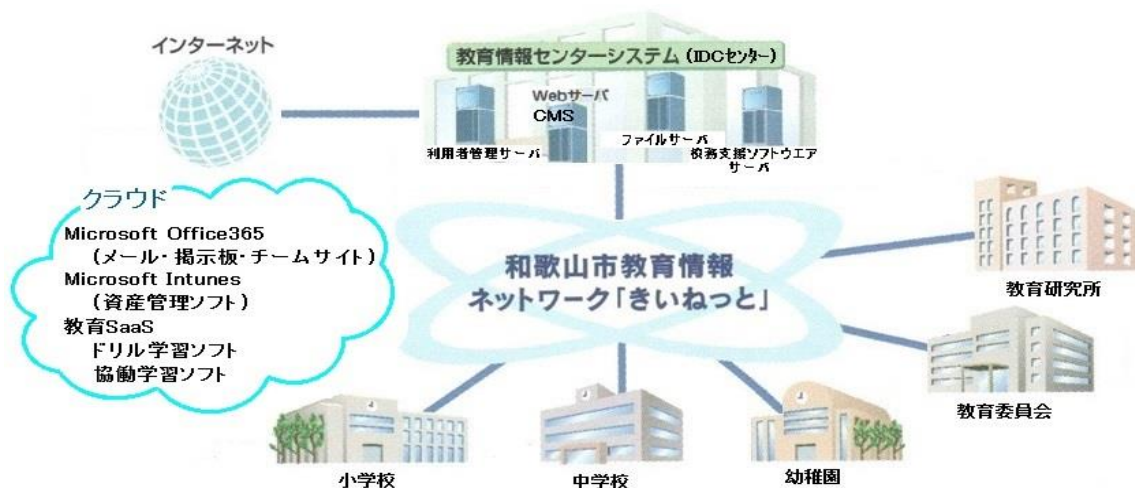 インターネット
教育情報センターシステム(IDCセンター)
Webサーバ
CMS
ファイルサーバ
利用者管理サーバ
校務支援ソフトウエア
サーバ
クラウド
Microsoft Office365
(メール・掲示板・チームサイト)
Microsoft Intunes
(資産管理ソフト)
教育SaaS
ドリル学習ソフト
協働学習ソフト
和歌山市教育情報
ネットワーク「きいねっと」
教育研究所
教育委員会
小学校
中学校
幼稚園